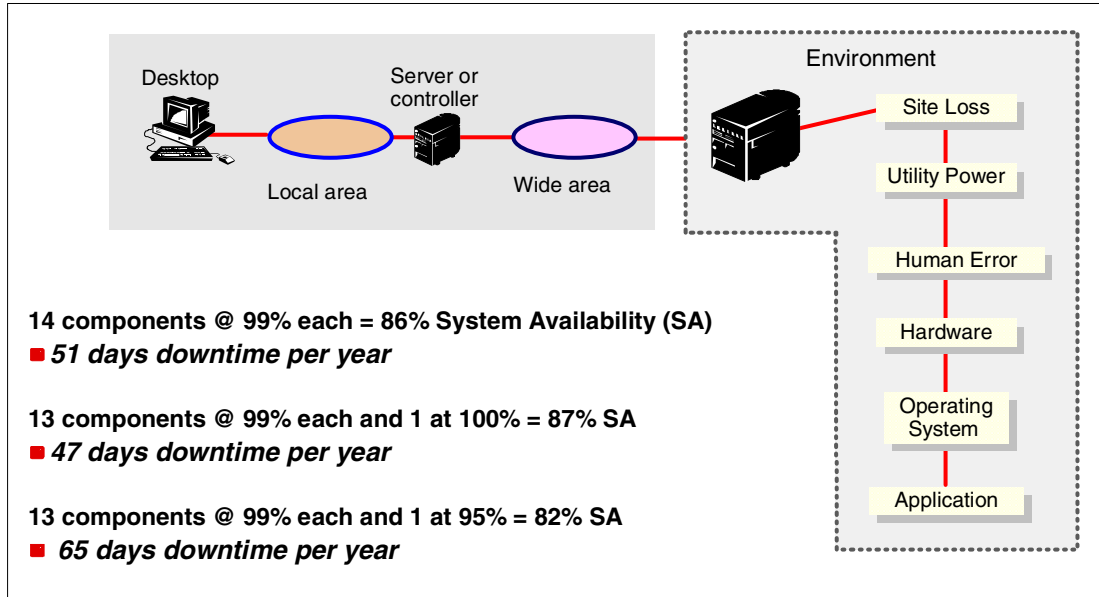 Desktop
Server or
controller
Local area
Wide area
Environment
Site Loss
Utility Power
Human Error
Hardware
Operating
System
Application
14 components @ 99% each = 86% System Availability (SA)
51 days downtime per year
13 components @ 99% each and 1 at 100% = 87% SA
47 days downtime per year
13 components @ 99% each and 1 at 95% = 82% SA
65 days downtime per year